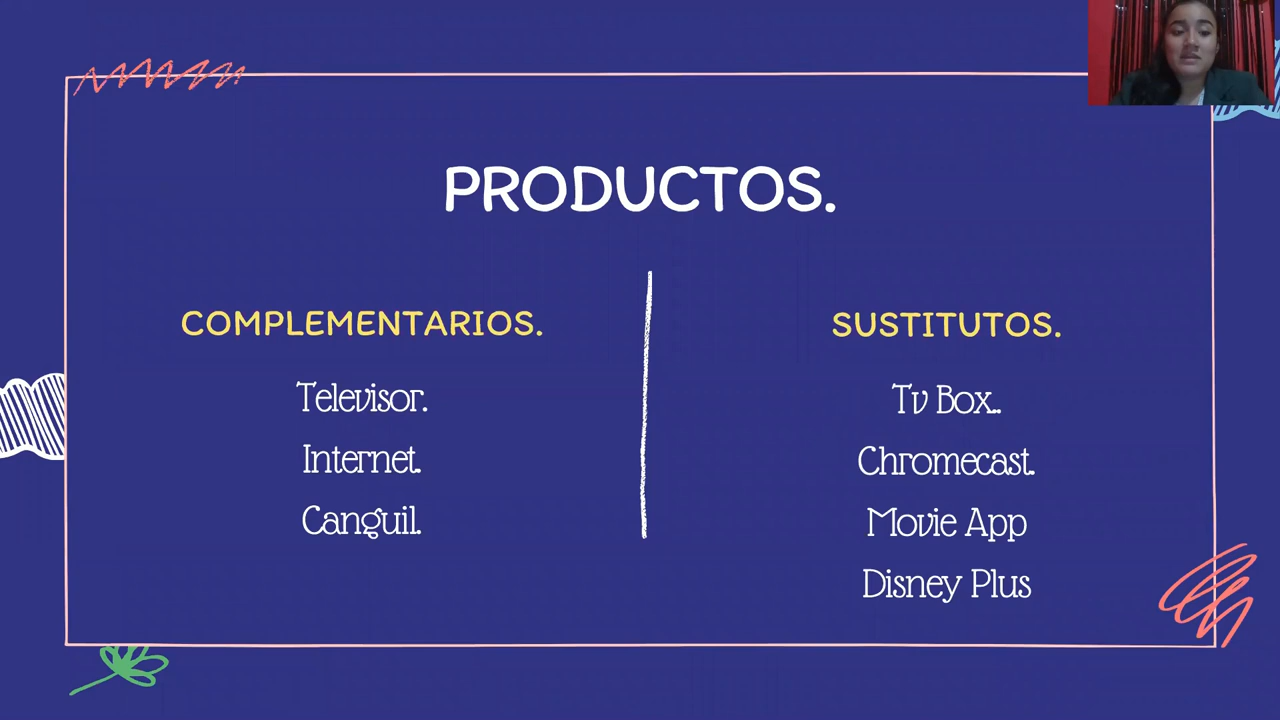 PRODUCTOS.
COMPLEMENTARIOS.
Televisor.
Internet.
Canguil.
SUSTITUTOS.
Tv Box..
Chromecast.
Movie App
Disney Plus